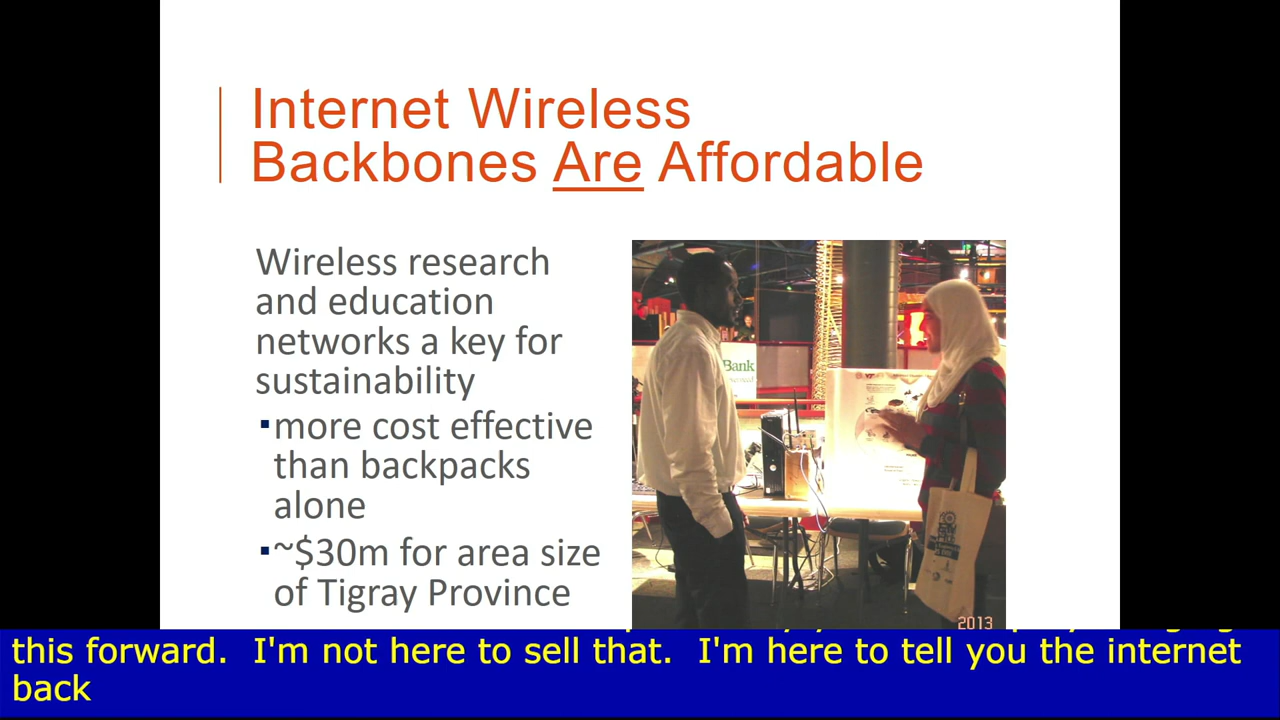 Internet Wireless
Backbones Are Affordable
Wireless research
and education
networks a key for
sustainability
▪more cost effective
than backpacks
alone
▪~$30m for area size
of Tigray Province
Bank
2013
this forward.  I'm not here to sell that.  I'm here to tell you the internet
back